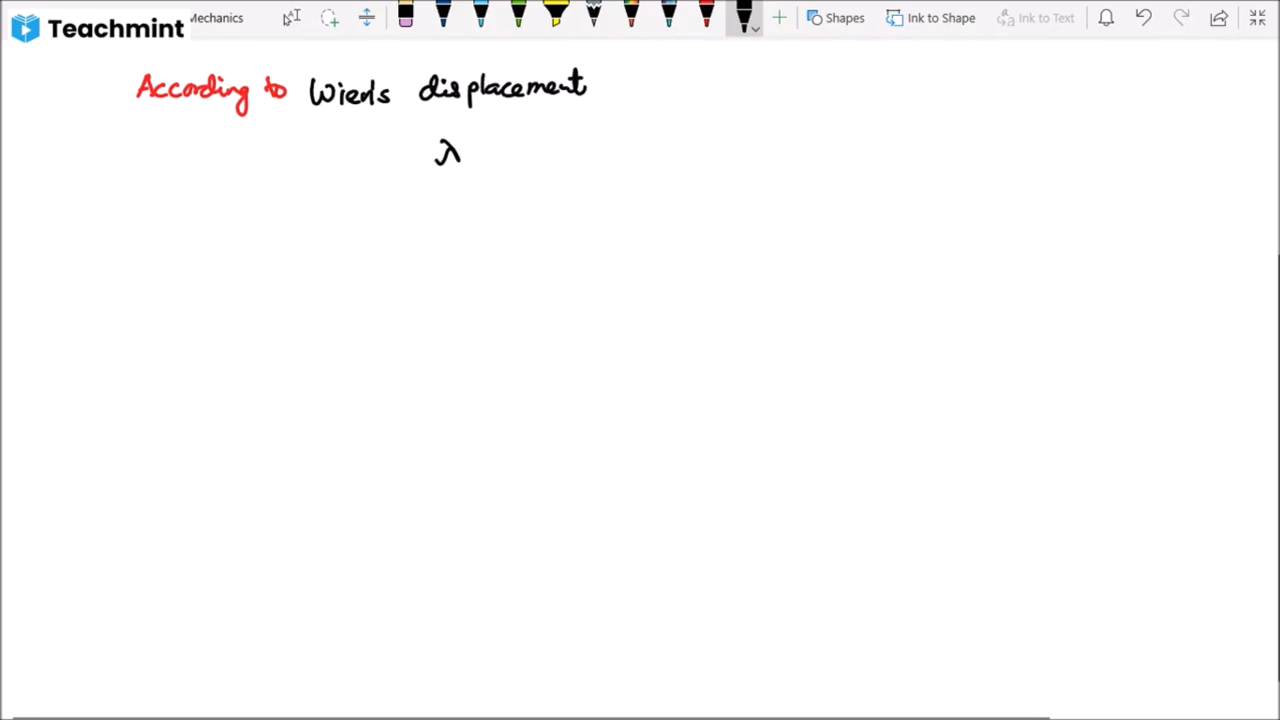 Teachmint
Mechanics
Shapes
Ink to Shape
Ink to Text
According to Wien's displacement
λ